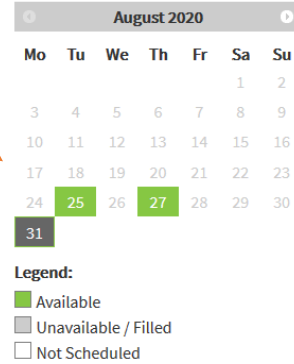 August 2020
Mo Tu We Th Fr Sa Su
1 2
3 4 5 6 7 8 9
10 11 12 13 14 15 16
17 18 19 20 21 22 23
24 25 26 27 28 29 30
31
Legend:
Available
Unavailable / Filled
Not Scheduled